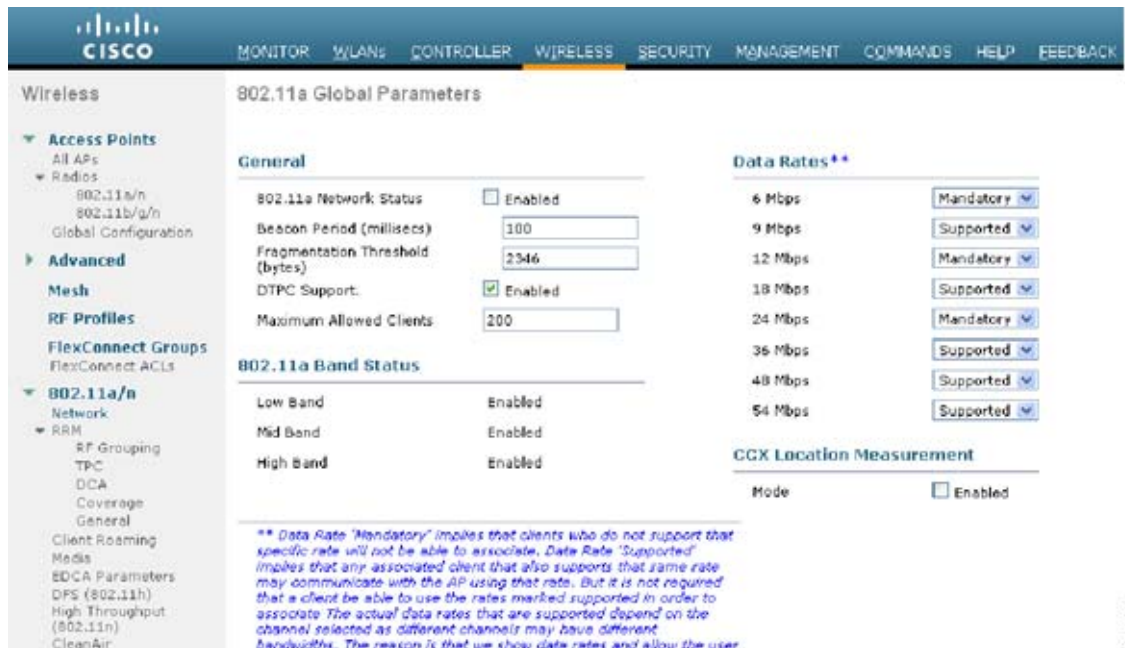 CISCO
MONITOR WLANs CONTROLLER WIRELESS SECURITY MANAGEMENT COMMANDS HELP FEEDBACK
Wireless
Access Points
All APs
Radios
802.11a/n
802.11b/g/n
Global Configuration
Advanced
Mesh
RF Profiles
FlexConnect Groups
FlexConnect ACLs
802.11a/n
Network
RRM
RF Grouping
TPC
DCA
Coverage
General
Client Roaming
Media
EDCA Parameters
DFS (802.11h)
High Throughput
(802.11n)
CleanAir
802.11a Global Parameters
General
802.11a Network Status Enabled
Beacon Period (millisecs) 100
Fragmentation Threshold
(bytes) 2346
DTPC Support. Enabled
Maximum Allowed Clients 200
802.11a Band Status
Low Band Enabled
Mid Band Enabled
High Band Enabled
Data Rates**
6 Mbps Mandatory
9 Mbps Supported
12 Mbps Mandatory
18 Mbps Supported
24 Mbps Mandatory
36 Mbps Supported
48 Mbps Supported
54 Mbps Supported
CCX Location Measurement
Mode Enabled
** Data Rate 'Mandatory' implies that clients who do not support that
specific rate will not be able to associate. Data Rate 'Supported'
implies that any associated client that also supports that same rate
may communicate with the AP using that rate. But it is not required
that a client be able to use the rates marked supported in order to
associate The actual data rates that are supported depend on the
channel selected as different channels may have different
bandwidths. The reason is that we show data rates and allow the user